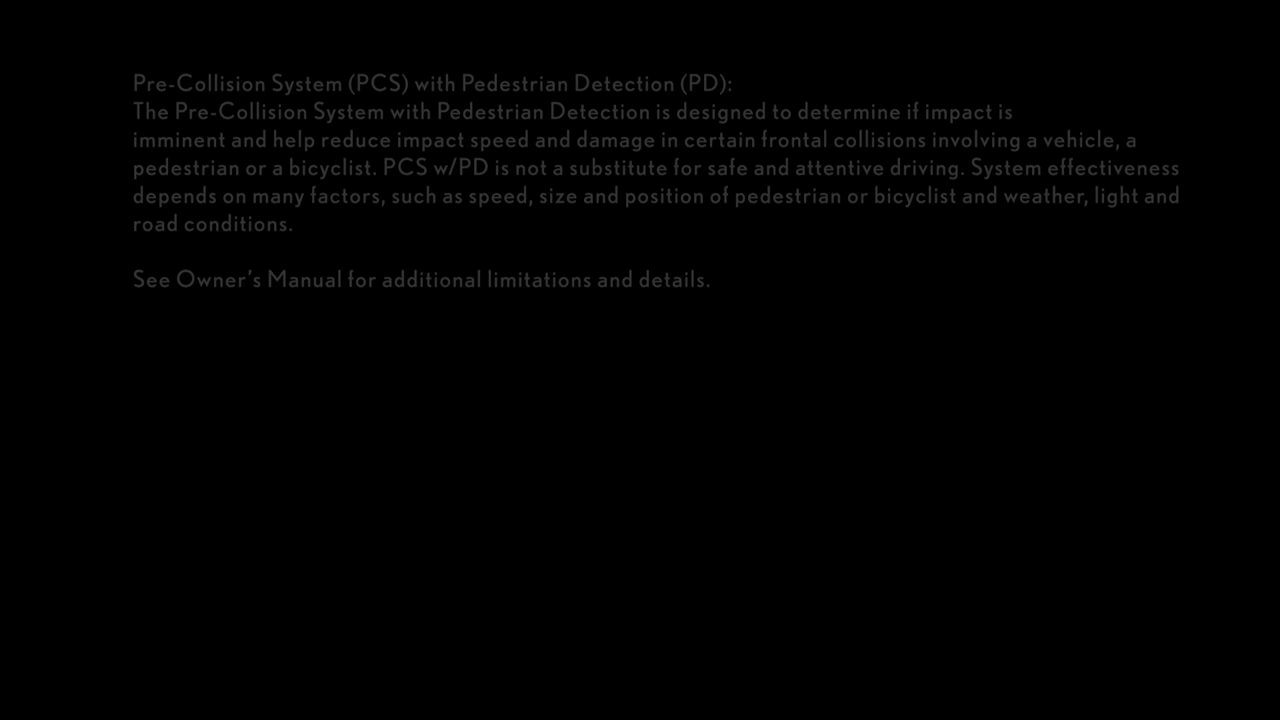 Pre-Collision System (PCS) with Pedestrian Detection (PD):
The Pre-Collision System with Pedestrian Detection is designed to determine if impact is
imminent and help reduce impact speed and damage in certain frontal collisions involving a vehicle, a
pedestrian or a bicyclist. PCS w/PD is not a substitute for safe and attentive driving. System effectiveness
depends on many factors, such as speed, size and position of pedestrian or bicyclist and weather, light and
road conditions.
See Owner’s Manual for additional limitations and details.